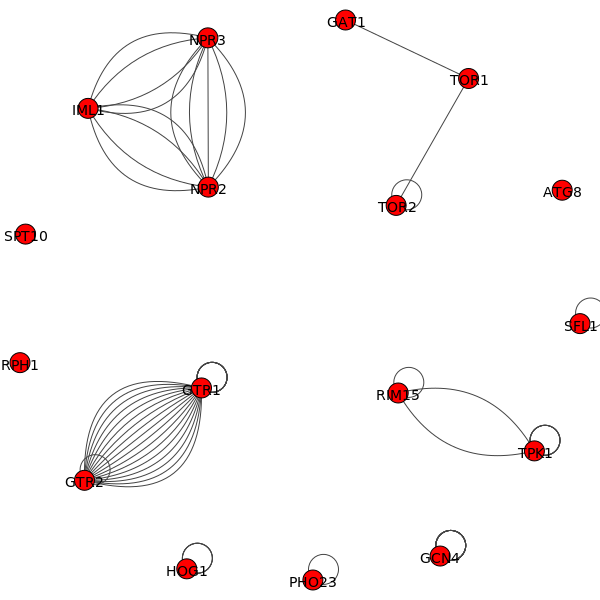 GAT1
NPR3
TOR1
IML1
NPR2
ATG8
TOR2
SPT10
SFL1
RPH1
GTR1
RIM15
TPK1
GTR2
GCN4
HOG1
PHO23